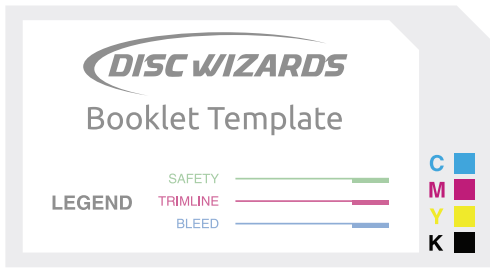 DISC WIZARDS
Booklet Template
LEGEND
SAFETY
TRIMLINE
BLEED
C
M
Y
K